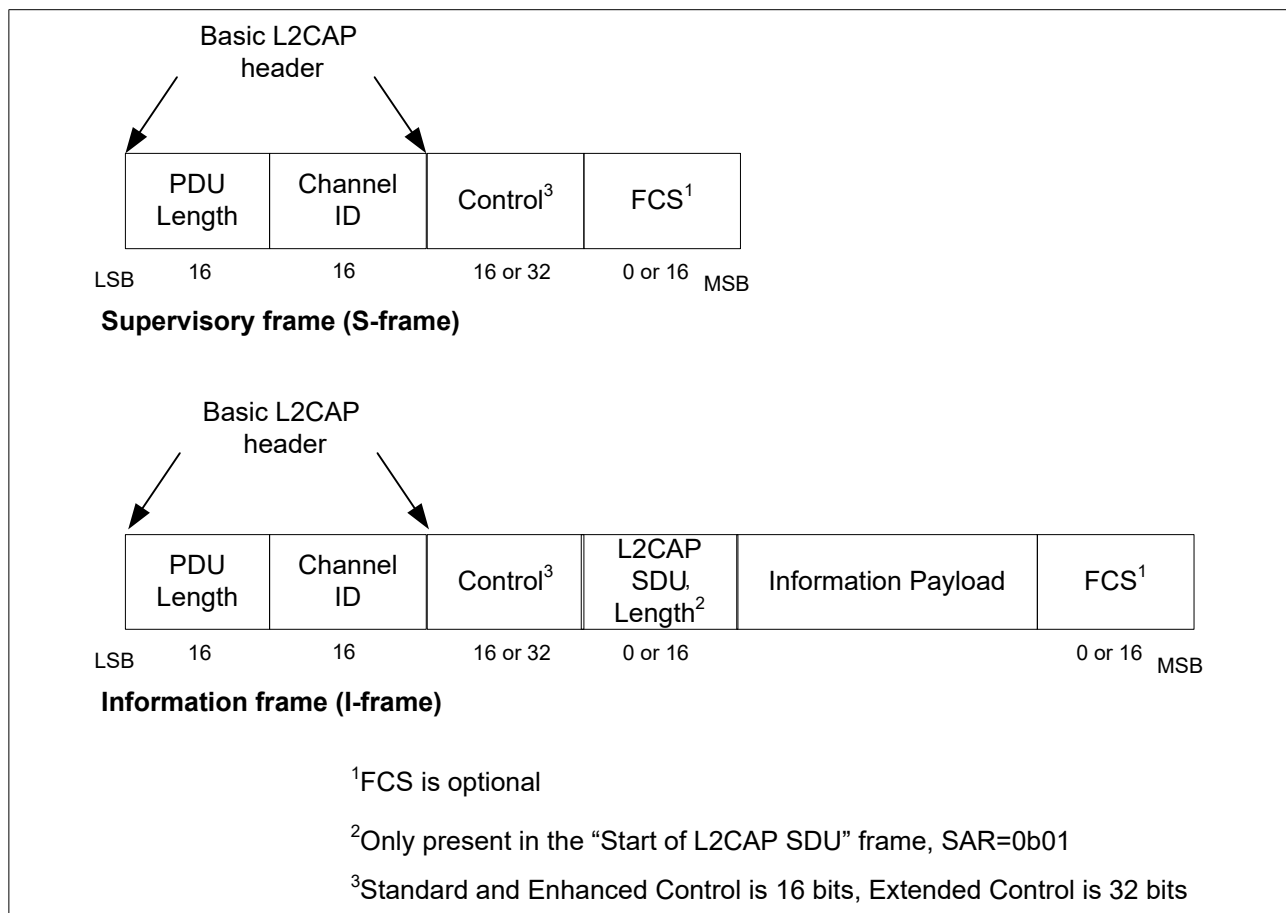 Basic L2CAP
header
PDU
Length
Channel
ID
Control³
FCS¹
LSB
16
16
16 or 32
0 or 16
MSB
Supervisory frame (S-frame)
Basic L2CAP
header
PDU
Length
Channel
ID
Control³
L2CAP
SDU,
Length²
Information Payload
FCS¹
LSB
16
16
16 or 32
0 or 16
0 or 16
MSB
Information frame (I-frame)
¹FCS is optional
²Only present in the “Start of L2CAP SDU” frame, SAR=0b01
³Standard and Enhanced Control is 16 bits, Extended Control is 32 bits